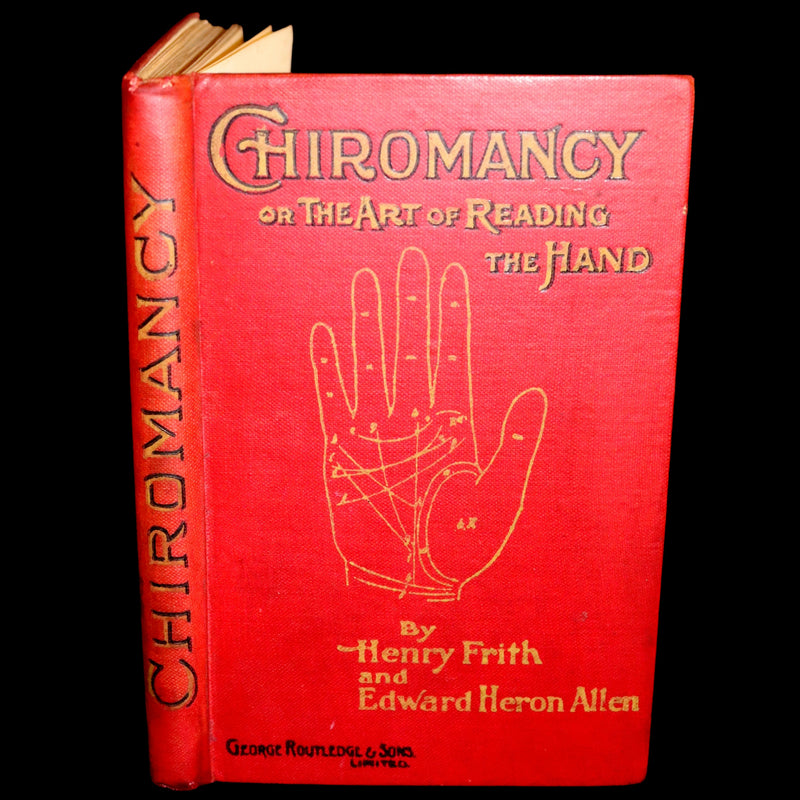 CHIROMANCY
CHIROMANCY
OR THE ART OF READING
THE HAND
By
Henry Frith
and
Edward Heron Allen
GEORGE ROUTLEDGE & SONS.
LIMITED.